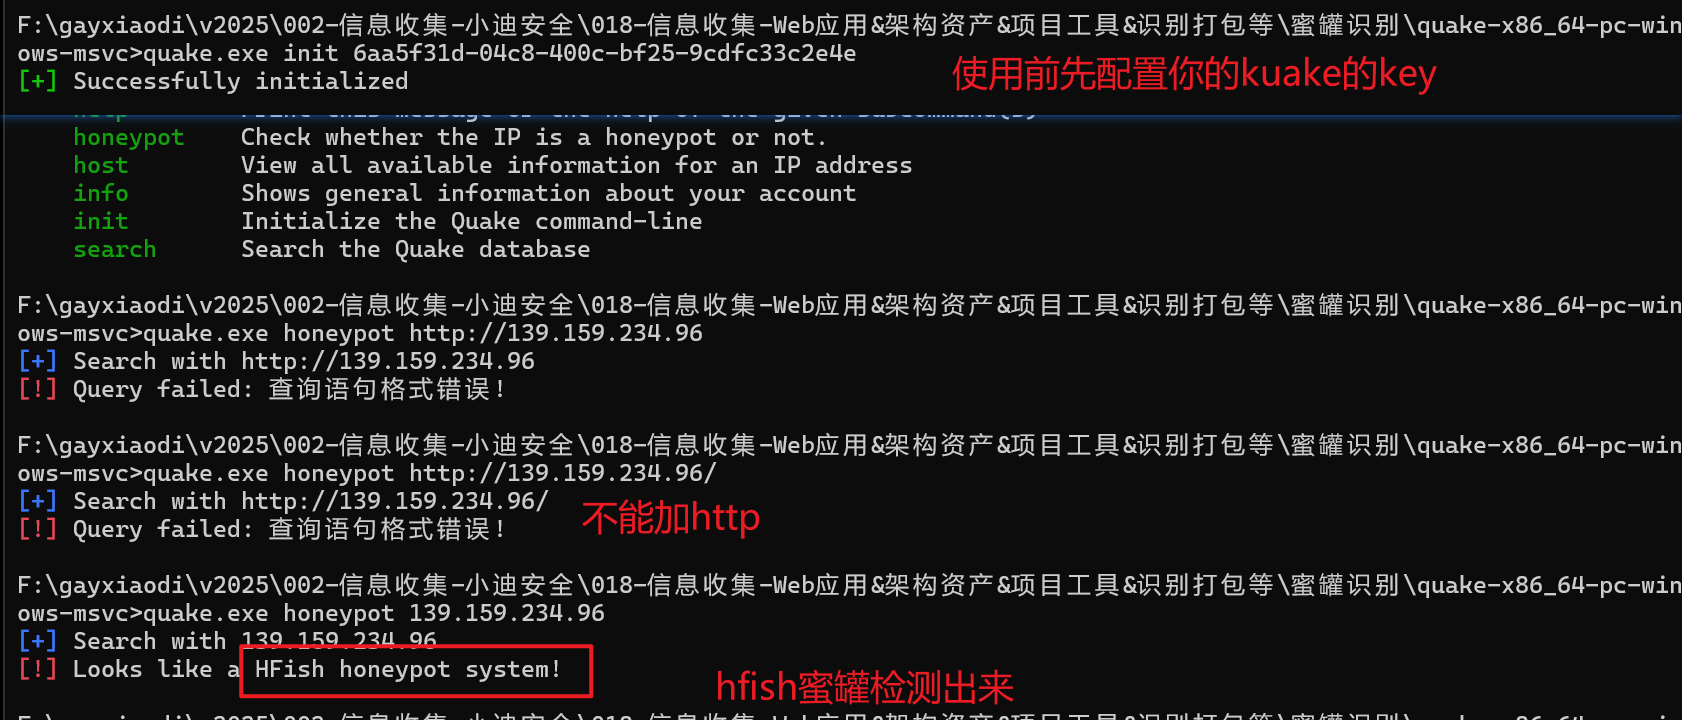 F:\gayxiaodi\v2025\002-信息收集-小迪安全\018-信息收集-Web应用&架构资产&项目工具&识别打包等\蜜罐识别\quake-x86_64-pc-win
ows-msvc>quake.exe init 6aa5f31d-04c8-400c-bf25-9cdfc33c2e4e
[+] Successfully initialized
使用前先配置你的kuake的key
honeypot Check whether the IP is a honeypot or not.
host View all available information for an IP address
info Shows general information about your account
init Initialize the Quake command-line
search Search the Quake database
F:\gayxiaodi\v2025\002-信息收集-小迪安全\018-信息收集-Web应用&架构资产&项目工具&识别打包等\蜜罐识别\quake-x86_64-pc-win
ows-msvc>quake.exe honeypot http://139.159.234.96
[+] Search with http://139.159.234.96
[!] Query failed: 查询语句格式错误!
F:\gayxiaodi\v2025\002-信息收集-小迪安全\018-信息收集-Web应用&架构资产&项目工具&识别打包等\蜜罐识别\quake-x86_64-pc-win
ows-msvc>quake.exe honeypot http://139.159.234.96/
[+] Search with http://139.159.234.96/
[!] Query failed: 查询语句格式错误!
不能加http
F:\gayxiaodi\v2025\002-信息收集-小迪安全\018-信息收集-Web应用&架构资产&项目工具&识别打包等\蜜罐识别\quake-x86_64-pc-win
ows-msvc>quake.exe honeypot 139.159.234.96
[+] Search with 139.159.234.96
[!] Looks like a HFish honeypot system!
hfish蜜罐检测出来